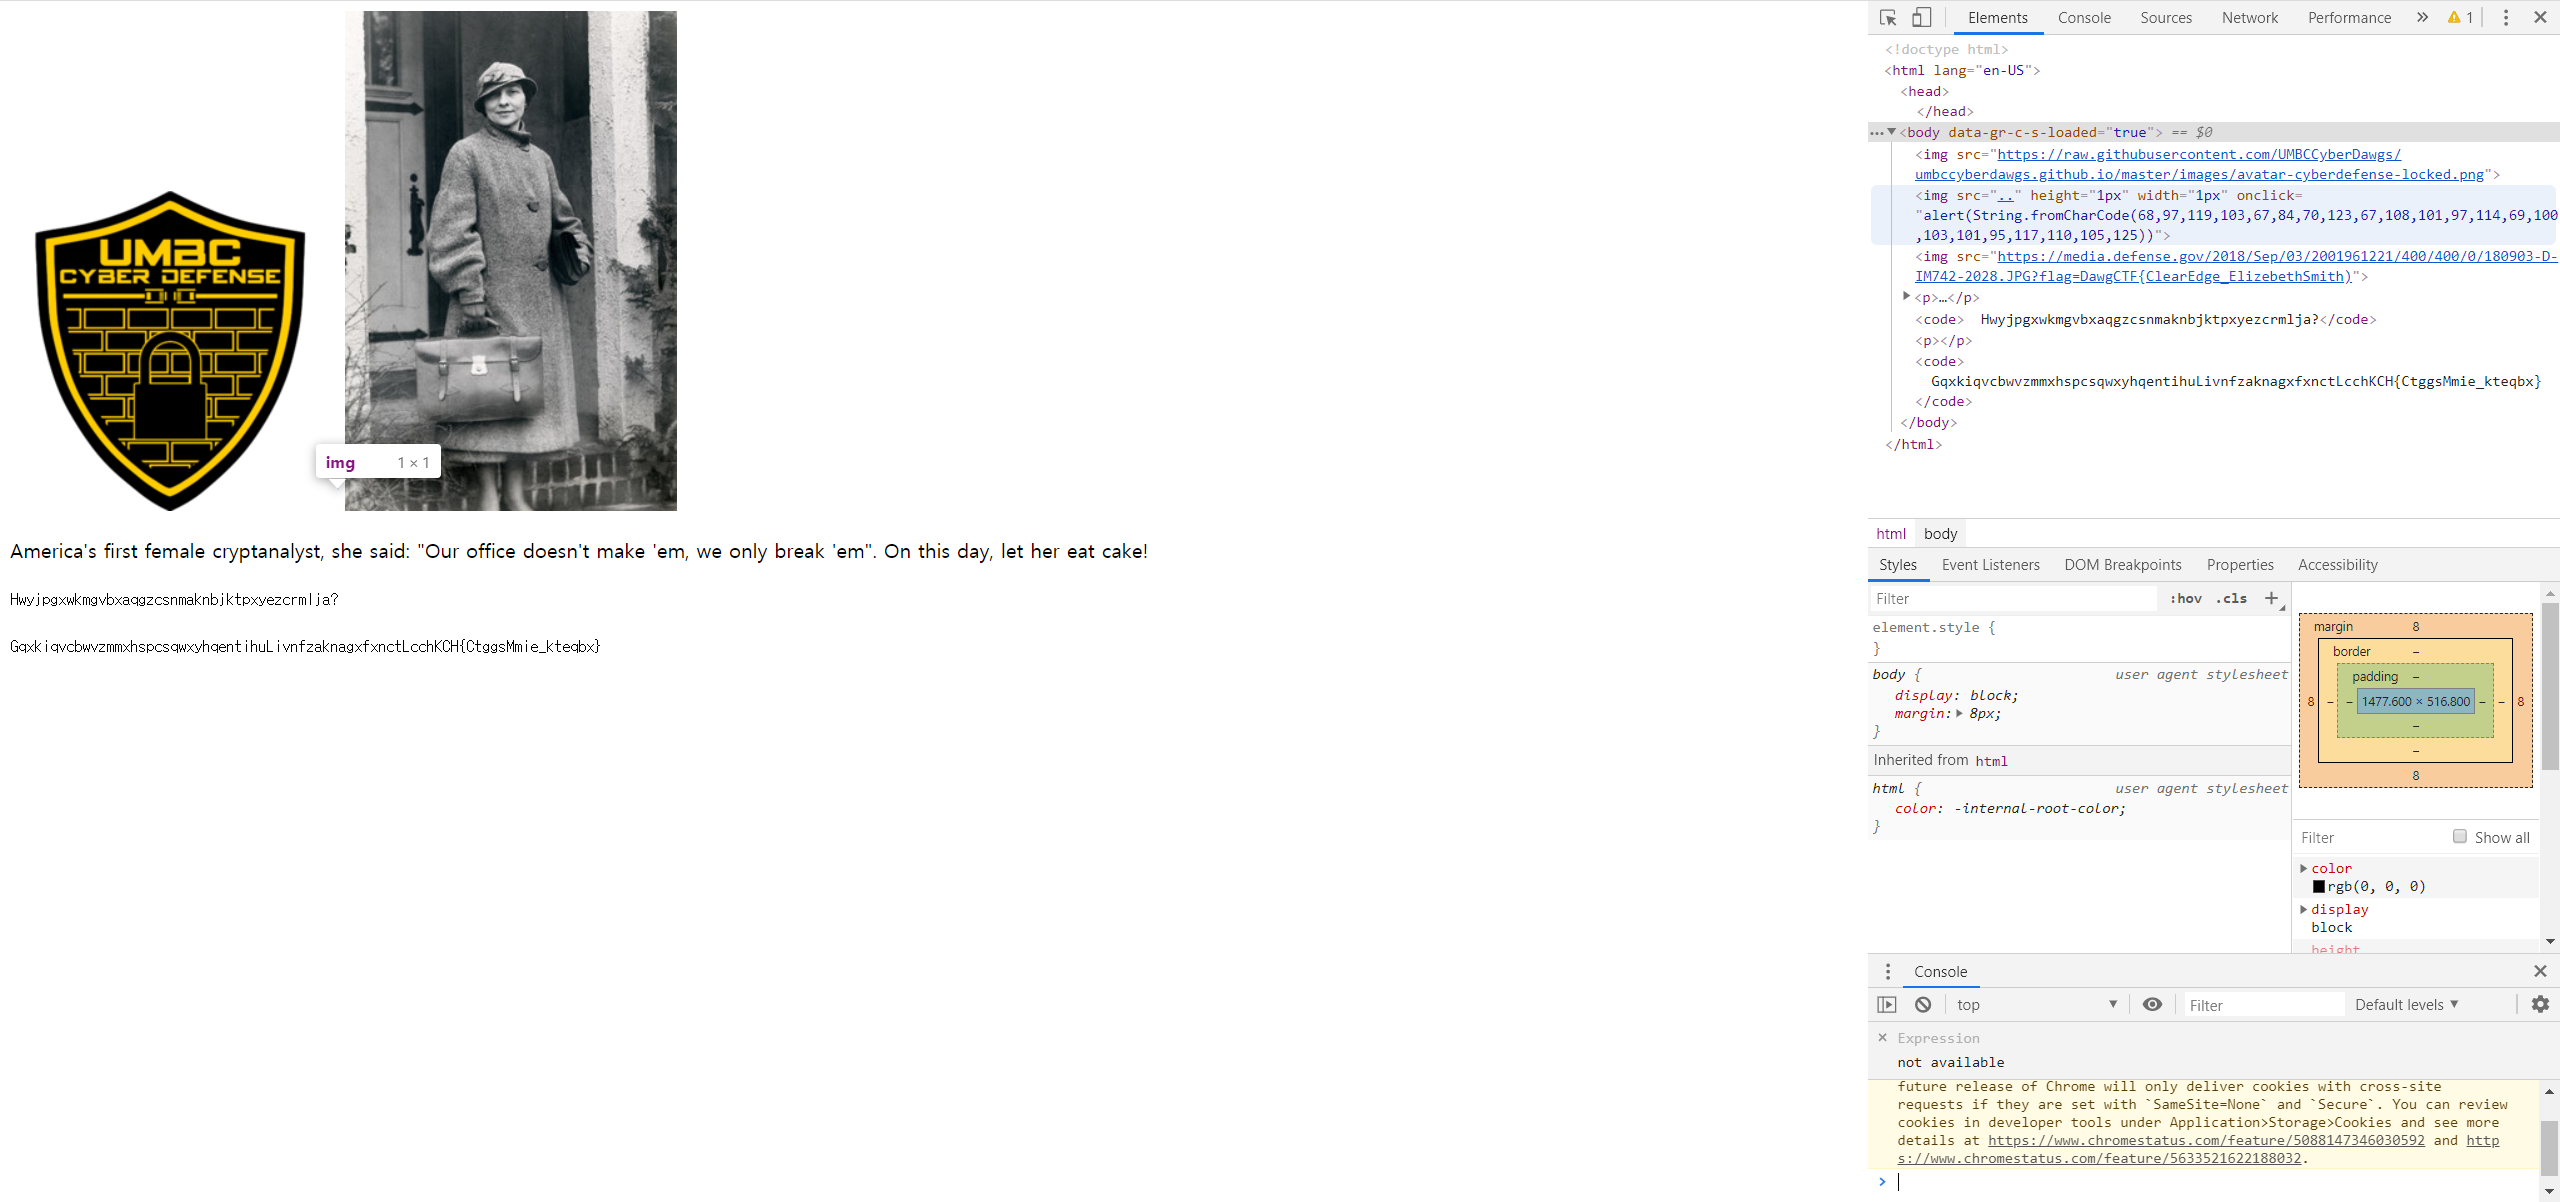 UMBC
CYBER DEFENSE
img 1 × 1
America's first female cryptanalyst, she said: "Our office doesn't make 'em, we only break 'em". On this day, let her eat cake!
Hwyjpgxwkmgvbxaqgzcsnmaknbjktpxyezcrmlja?
GqxkiqvcbwvzmmxhspcsqwxyhqentihuLivnfzaknagxfxnctLcchKCH{CtggsMmie_kteqbx}
Elements Console Sources Network Performance » 1
<!doctype html>
<html lang="en-US">
<head>
</head>
<body data-gr-c-s-loaded="true"> == $0
<img src="https://raw.githubusercontent.com/UMBCCyberDawgs/
umbccyberdawgs.github.io/master/images/avatar-cyberdefense-locked.png">
<img src=".." height="1px" width="1px" onclick=
"alert(String.fromCharCode(68,97,119,103,67,84,70,123,67,108,101,97,114,69,100
,103,101,95,117,110,105,125))">
<img src="https://media.defense.gov/2018/Sep/03/2001961221/400/400/0/180903-D-
IM742-2028.JPG?flag=DawgCTF{ClearEdge_ElizebethSmith)">
<p>…</p>
<code> Hwyjpgxwkmgvbxaqgzcsnmaknbjktpxyezcrmlja?</code>
<p></p>
<code>
GqxkiqvcbwvzmmxhspcsqwxyhqentihuLivnfzaknagxfxnctLcchKCH{CtggsMmie_kteqbx}
</code>
</body>
</html>
html body
Styles Event Listeners DOM Breakpoints Properties Accessibility
Filter :hov .cls +
element.style {
}
body { user agent stylesheet
display: block;
margin: 8px;
}
Inherited from html
html { user agent stylesheet
color: -internal-root-color;
}
margin 8
border –
padding –
8 – – 1477.600 × 516.800 – – 8
–
–
8
Filter Show all
color
rgb(0, 0, 0)
display
block
height
Console
top Filter Default levels
Expression
not available
future release of Chrome will only deliver cookies with cross-site
requests if they are set with `SameSite=None` and `Secure`. You can review
cookies in developer tools under Application>Storage>Cookies and see more
details at https://www.chromestatus.com/feature/5088147346030592 and http
s://www.chromestatus.com/feature/5633521622188032.